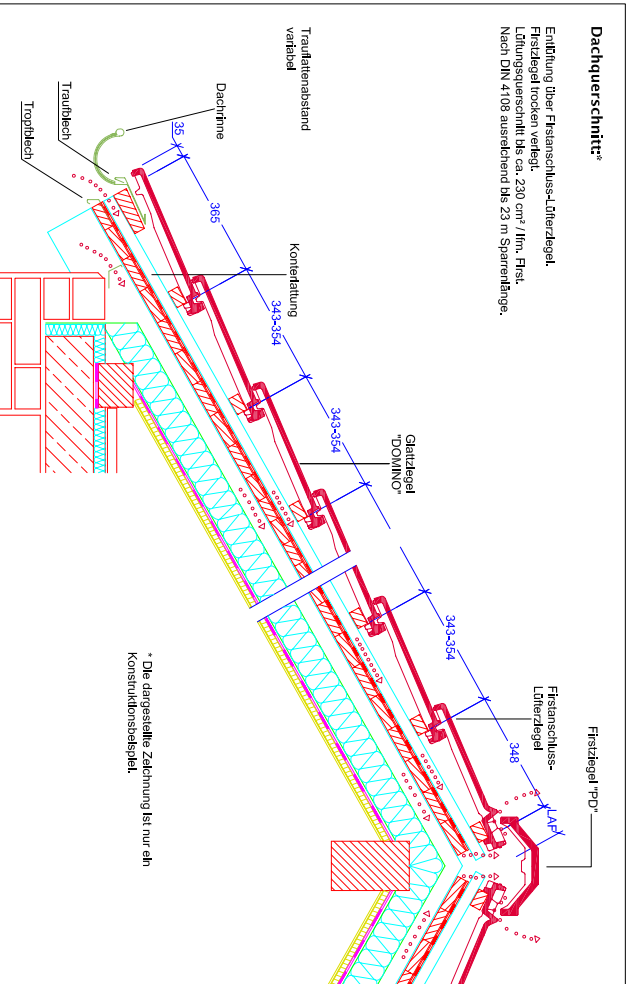 Dachquerschnitt:*
Entlüftung über Firstanschluss-Lüfterziegel.
Firstziegel trocken verlegt.
Lüftungsquerschnitt bis ca. 230 cm² / lfm. First.
Nach DIN 4108 ausreichend bis 23 m Sparrenlänge.
Firstziegel "PD"
LAF
348
Firstanschluss-
Lüfterziegel
343-354
343-354
Glattziegel
"DOMINO"
343-354
365
35
Trauflattenabstand
variabel
Dachrinne
Traufblech
Tropfblech
Konterlattung
* Die dargestellte Zeichnung ist nur ein
Konstruktionsbeispiel.